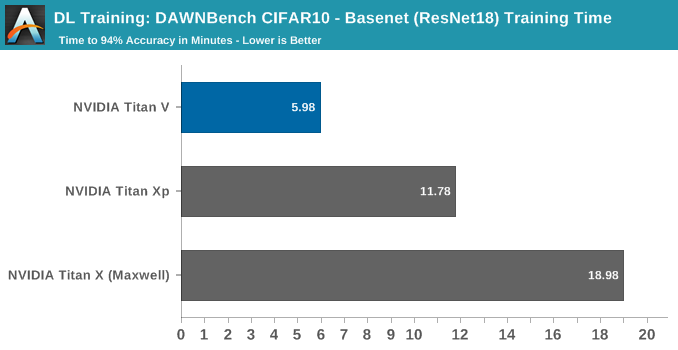 DL Training: DAWNBench CIFAR10 - Basenet (ResNet18) Training Time
Time to 94% Accuracy in Minutes - Lower is Better
NVIDIA Titan V
5.98
NVIDIA Titan Xp
11.78
NVIDIA Titan X (Maxwell)
18.98
0 1 2 3 4 5 6 7 8 9 10 12 14 16 18 20